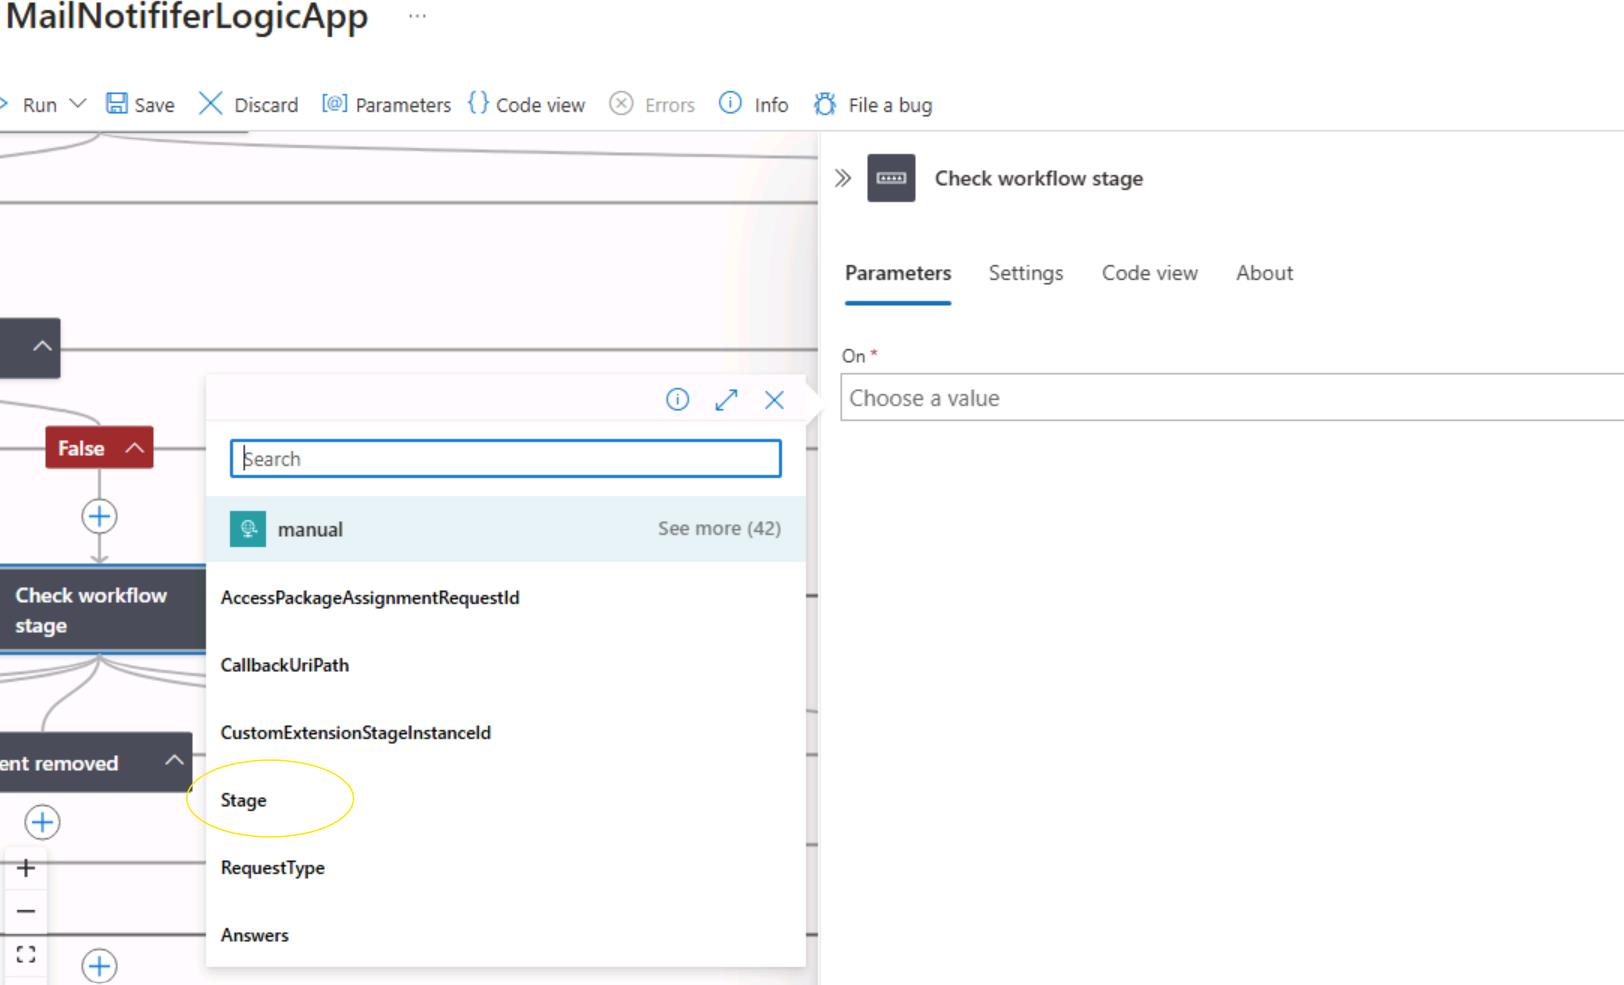 MailNotififerLogicApp ...
Run Save Discard [@] Parameters {} Code view Errors Info File a bug
Check workflow stage
Parameters Settings Code view About
On *
Choose a value
Search
False
manual See more (42)
Check workflow
stage
AccessPackageAssignmentRequestId
CallbackUriPath
CustomExtensionStageInstanceId
ent removed
Stage
RequestType
Answers